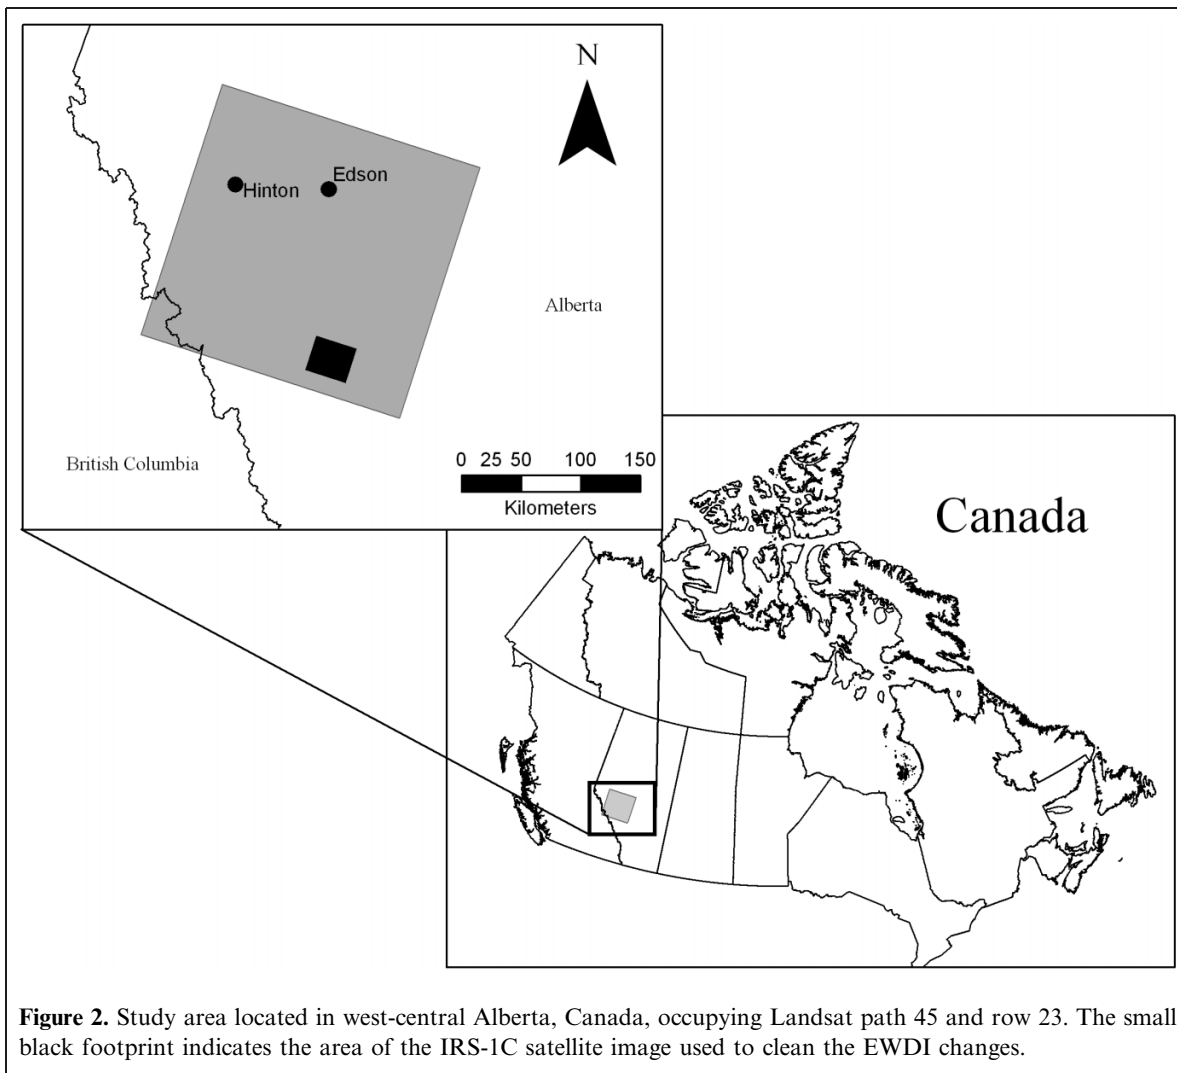 N
Edson
Hinton
Alberta
British Columbia
0 25 50 100 150
Kilometers
Canada
Figure 2. Study area located in west-central Alberta, Canada, occupying Landsat path 45 and row 23. The small
black footprint indicates the area of the IRS-1C satellite image used to clean the EWDI changes.